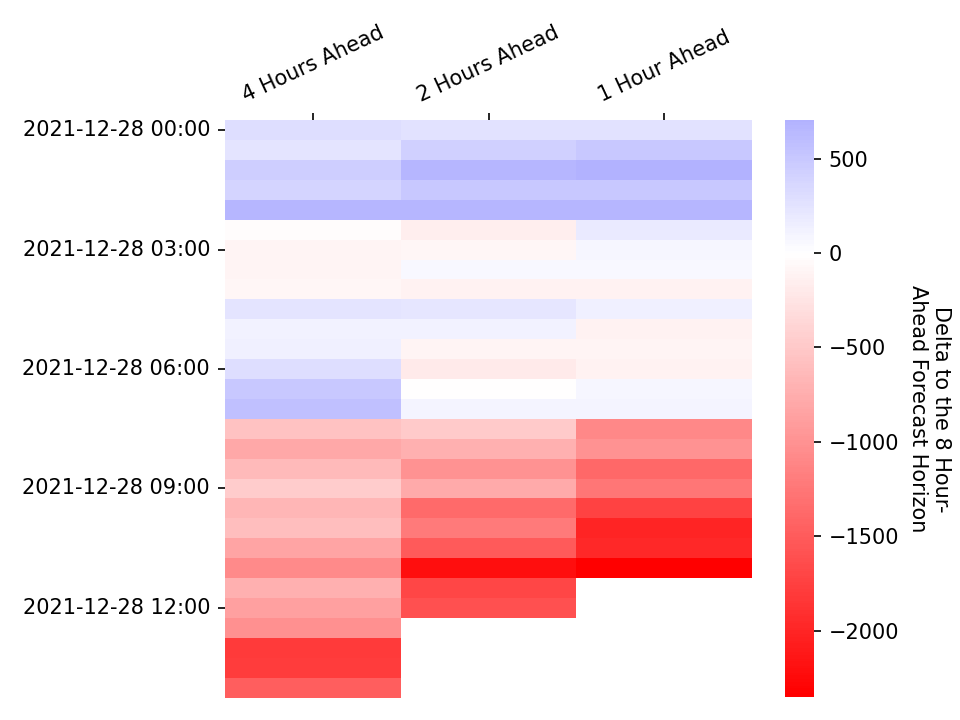 4 Hours Ahead
2 Hours Ahead
1 Hour Ahead
2021-12-28 00:00
2021-12-28 03:00
2021-12-28 06:00
2021-12-28 09:00
2021-12-28 12:00
500
0
−500
−1000
−1500
−2000
Delta to the 8 Hour-
Ahead Forecast Horizon